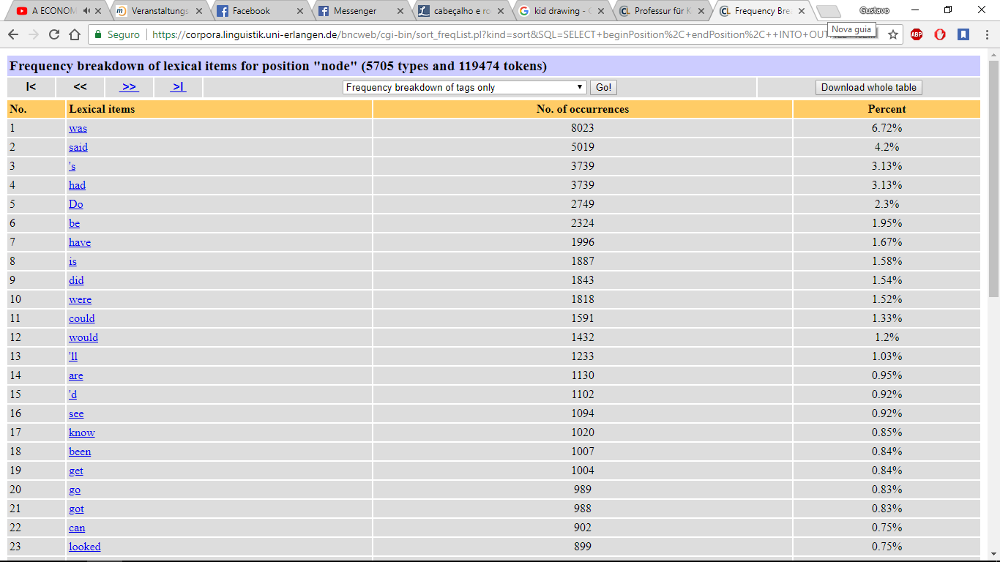 A ECONOM
Veranstaltungs
Facebook
Messenger
cabeçalho e ro
kid drawing - G
Professur für K
Frequency Brea
Gustavo
Seguro https://corpora.linguistik.uni-erlangen.de/bncweb/cgi-bin/sort_freqList.pl?kind=sort&SQL=SELECT+beginPosition%2C+endPosition%2C++INTO+OUT
Nova guia
ABP
Frequency breakdown of lexical items for position "node" (5705 types and 119474 tokens)
|< << >> >| Frequency breakdown of tags only Go! Download whole table
No. Lexical items No. of occurrences Percent
1 was 8023 6.72%
2 said 5019 4.2%
3 's 3739 3.13%
4 had 3739 3.13%
5 Do 2749 2.3%
6 be 2324 1.95%
7 have 1996 1.67%
8 is 1887 1.58%
9 did 1843 1.54%
10 were 1818 1.52%
11 could 1591 1.33%
12 would 1432 1.2%
13 'll 1233 1.03%
14 are 1130 0.95%
15 'd 1102 0.92%
16 see 1094 0.92%
17 know 1020 0.85%
18 been 1007 0.84%
19 get 1004 0.84%
20 go 989 0.83%
21 got 988 0.83%
22 can 902 0.75%
23 looked 899 0.75%